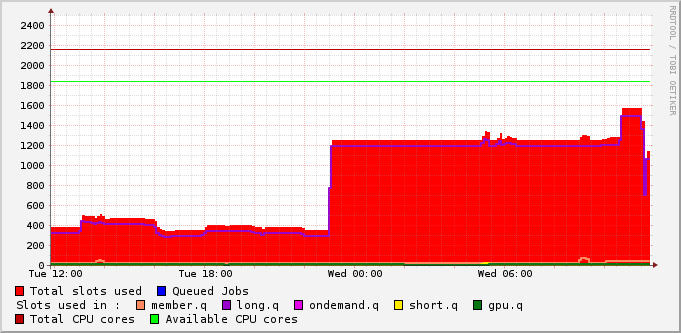 2400
2200
2000
1800
1600
1400
1200
1000
800
600
400
200
0
Tue 12:00 Tue 18:00 Wed 00:00 Wed 06:00
RRDTOOL / TOBI OETIKER
Total slots used Queued Jobs
Slots used in : member.q long.q ondemand.q short.q gpu.q
Total CPU cores Available CPU cores